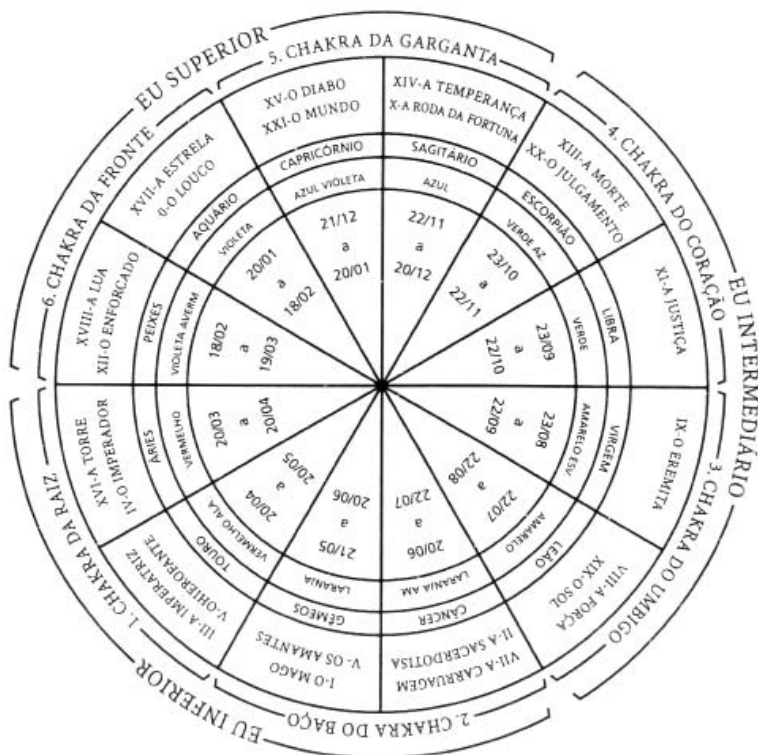 EU SUPERIOR
5. CHAKRA DA GARGANTA
XV-O DIABO
XXI-O MUNDO
CAPRICÓRNIO
AZUL VIOLETA
21/12
a
20/01
XIV-A TEMPERANÇA
X-A RODA DA FORTUNA
SAGITÁRIO
AZUL
22/11
a
20/12
EU INTERMEDIÁRIO
4. CHAKRA DO CORAÇÃO
XIII-A MORTE
XX-O JULGAMENTO
ESCORPIÃO
VERDE AZ
23/10
a
22/11
XI-A JUSTIÇA
LIBRA
VERDE
23/09
a
22/10
3. CHAKRA DO UMBIGO
IX-O EREMITA
VIRGEM
AMARELO ESV
23/08
a
22/09
VIII-A FORÇA
XIX-O SOL
LEÃO
AMARELO
22/07
a
22/08
EU INFERIOR
2. CHAKRA DO BAÇO
VII-A CARRUAGEM
II-A SACERDOTISA
CÂNCER
LARANJA AM.
20/06
a
22/07
I-O MAGO
V- OS AMANTES
GÊMEOS
LARANJA
21/05
a
20/06
1. CHAKRA DA RAIZ
III-A IMPERATRIZ
V-OHIEROFANTE
TOURO
VERMELHO ALA
20/04
a
20/05
XVI-A TORRE
IV-O IMPERADOR
ÁRIES
VERMELHO
20/03
a
20/04
6. CHAKRA DA FRONTE
XVIII-A LUA
XII-O ENFORCADO
PEIXES
VIOLETA AVERM
18/02
a
19/03
XVII-A ESTRELA
0-O LOUCO
AQUÁRIO
VIOLETA
20/01
a
18/02